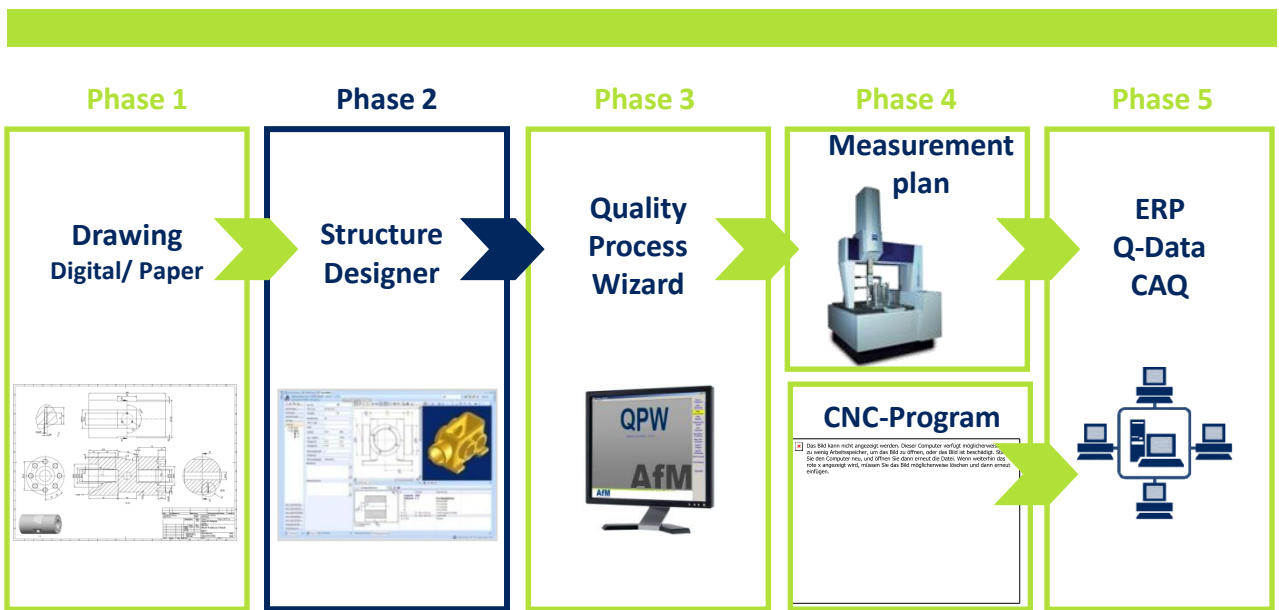 Phase 1
Phase 2
Phase 3
Phase 4
Phase 5
Drawing
Digital/ Paper
Structure
Designer
Quality
Process
Wizard
QPW
AfM
AfM
Measurement
plan
CNC-Program
Das Bild kann nicht angezeigt werden. Dieser Computer verfügt möglicherweise
zu wenig Arbeitsspeicher, um das Bild zu öffnen, oder das Bild ist beschädigt.
Sie den Computer neu, und öffnen Sie dann erneut die Datei. Wenn weiterhin das
rote x angezeigt wird, müssen Sie das Bild möglicherweise löschen und dann erneut
einfügen.
ERP
Q-Data
CAQ